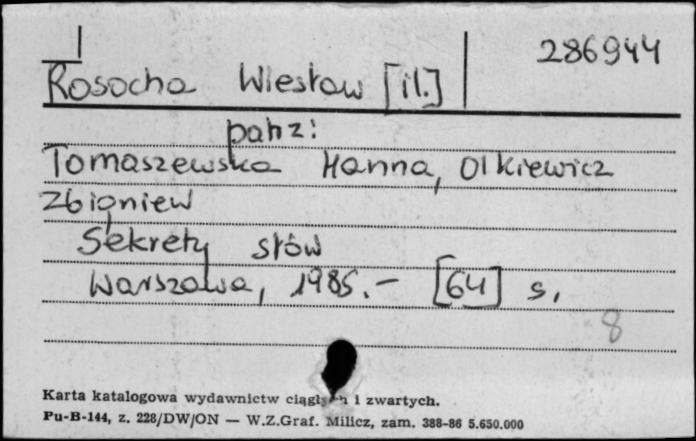 286944
Rosocha Wiesław [il.]
patrz:
Tomaszewska Hanna, Olkiewicz
Zbigniew
Sekrety słów
Warszawa, 1985.— [64] s.
8
Karta katalogowa wydawnictw ciągłych i zwartych.
Pu-B-144, z. 228/DW/ON — W.Z.Graf. Milicz, zam. 388-86 5.650.000